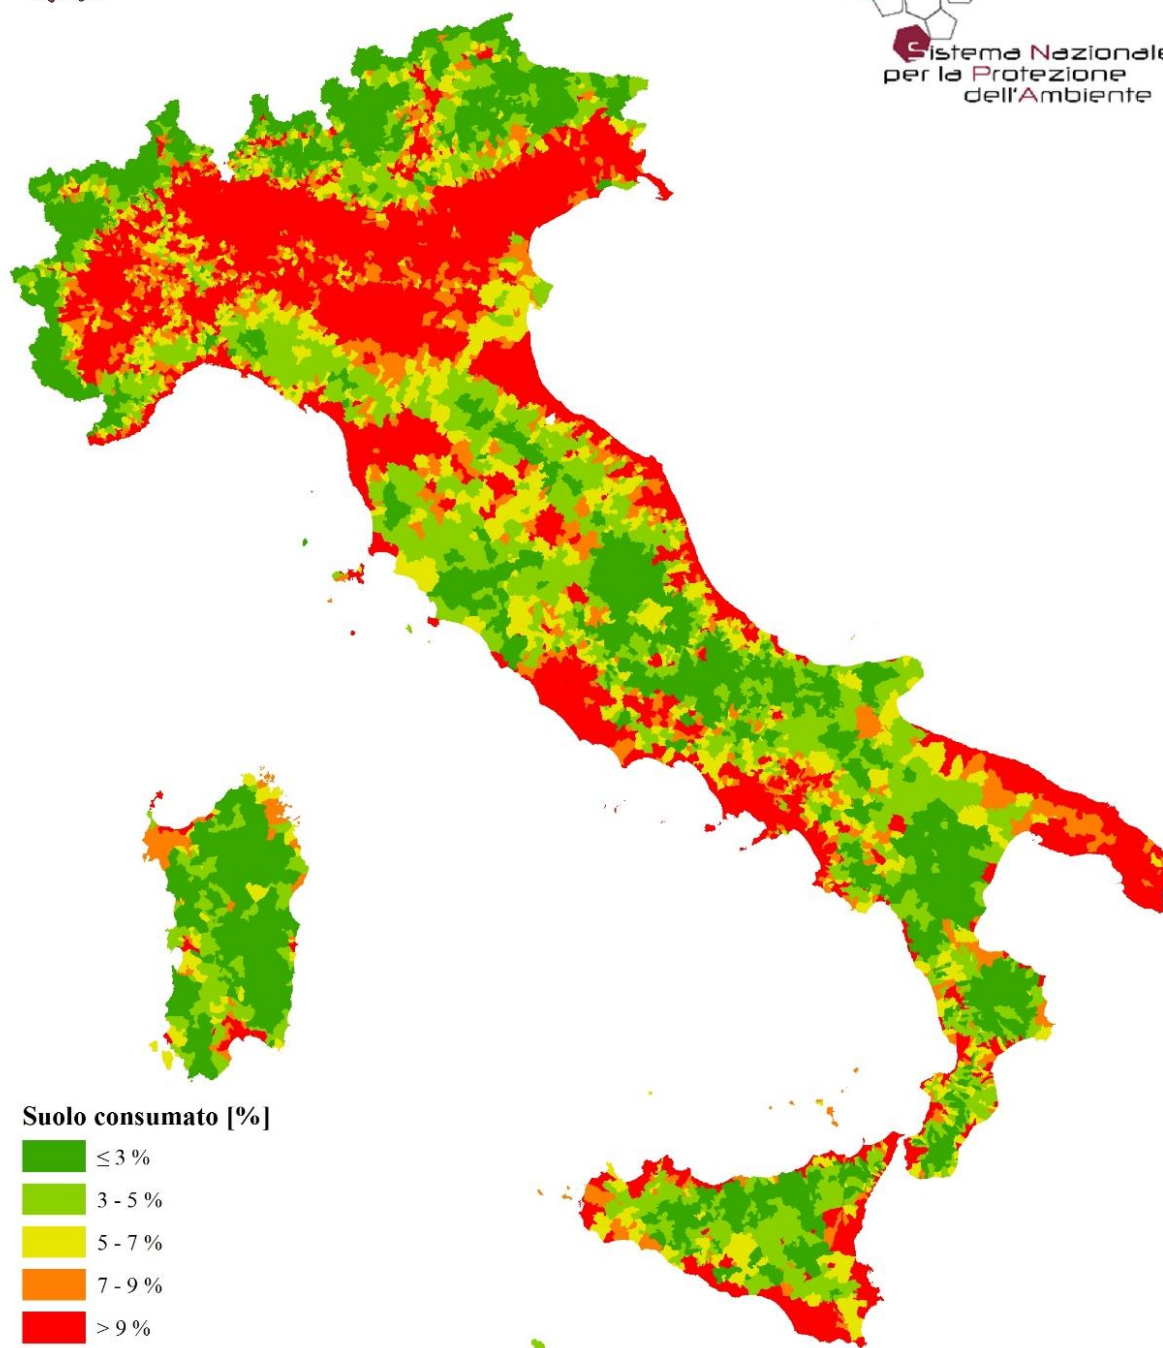 Sistema Nazionale
per la Protezione
dell'Ambiente
Suolo consumato [%]
≤ 3 %
3 - 5 %
5 - 7 %
7 - 9 %
> 9 %